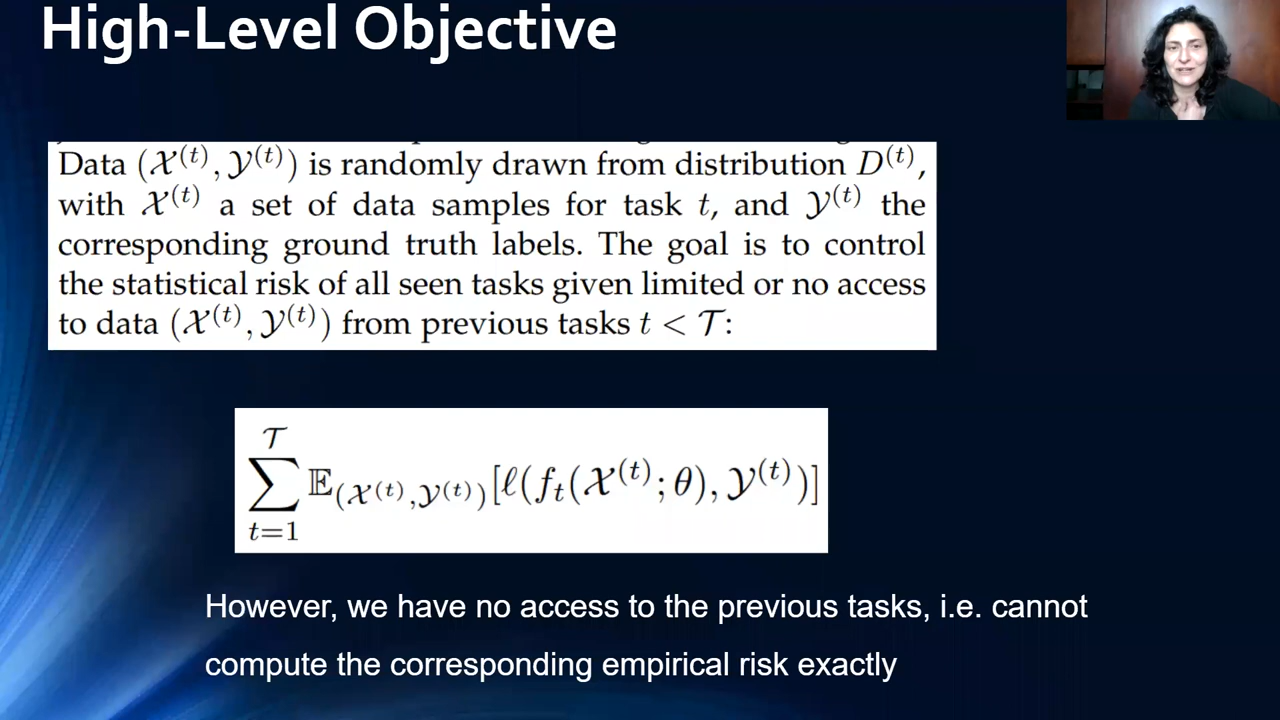 High-Level Objective
Data (𝒳^(t), 𝒴^(t)) is randomly drawn from distribution D^(t),
with 𝒳^(t) a set of data samples for task t, and 𝒴^(t) the
corresponding ground truth labels. The goal is to control
the statistical risk of all seen tasks given limited or no access
to data (𝒳^(t), 𝒴^(t)) from previous tasks t < 𝒯:
∑_{t=1}^{𝒯} 𝔼_{(𝒳^(t),𝒴^(t))}[ℓ(f_t(𝒳^(t); θ), 𝒴^(t))]
However, we have no access to the previous tasks, i.e. cannot
compute the corresponding empirical risk exactly